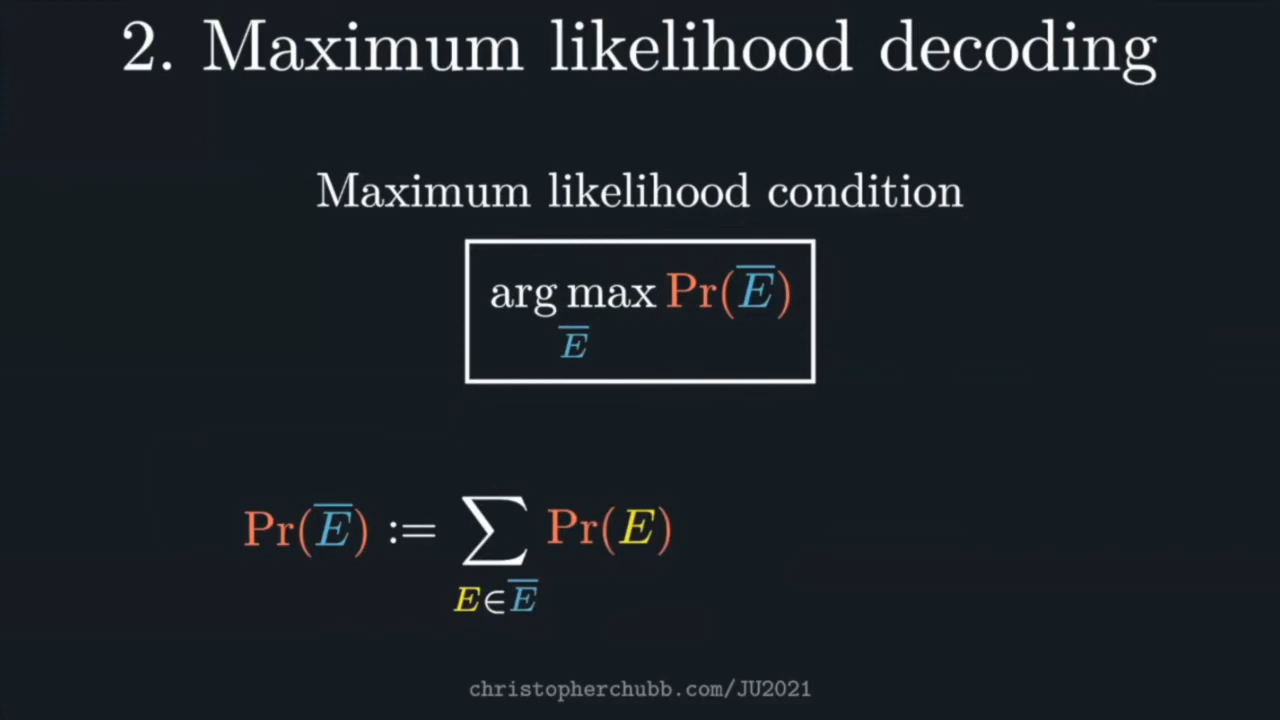 2. Maximum likelihood decoding
Maximum likelihood condition
arg max Pr(E̅)
E̅
Pr(E̅) := ∑ Pr(E)
E∈E̅
christopherchubb.com/JU2021